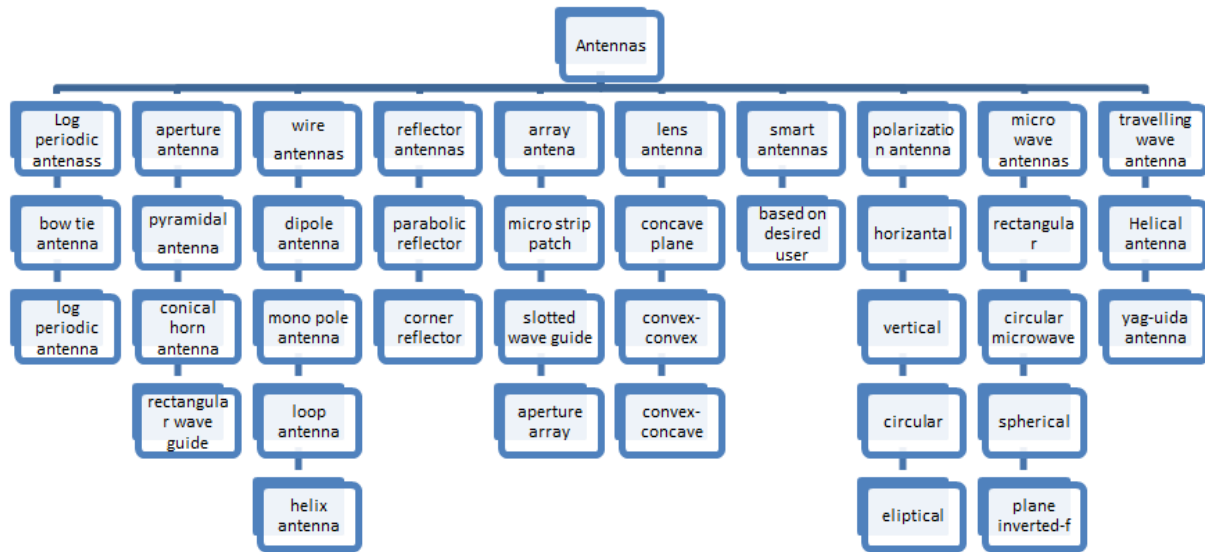 Antennas
Log
periodic
antenass
aperture
antenna
wire
antennas
reflector
antennas
array
antena
lens
antenna
smart
antennas
polarizatio
n antenna
micro
wave
antennas
travelling
wave
antenna
bow tie
antenna
pyramidal
antenna
dipole
antenna
parabolic
reflector
micro strip
patch
concave
plane
based on
desired
user
horizantal
rectangula
r
Helical
antenna
log
periodic
antenna
conical
horn
antenna
mono pole
antenna
corner
reflector
slotted
wave guide
convex-
convex
vertical
circular
microwave
yag-uida
antenna
rectangula
r wave
guide
loop
antenna
aperture
array
convex-
concave
circular
spherical
helix
antenna
eliptical
plane
inverted-f